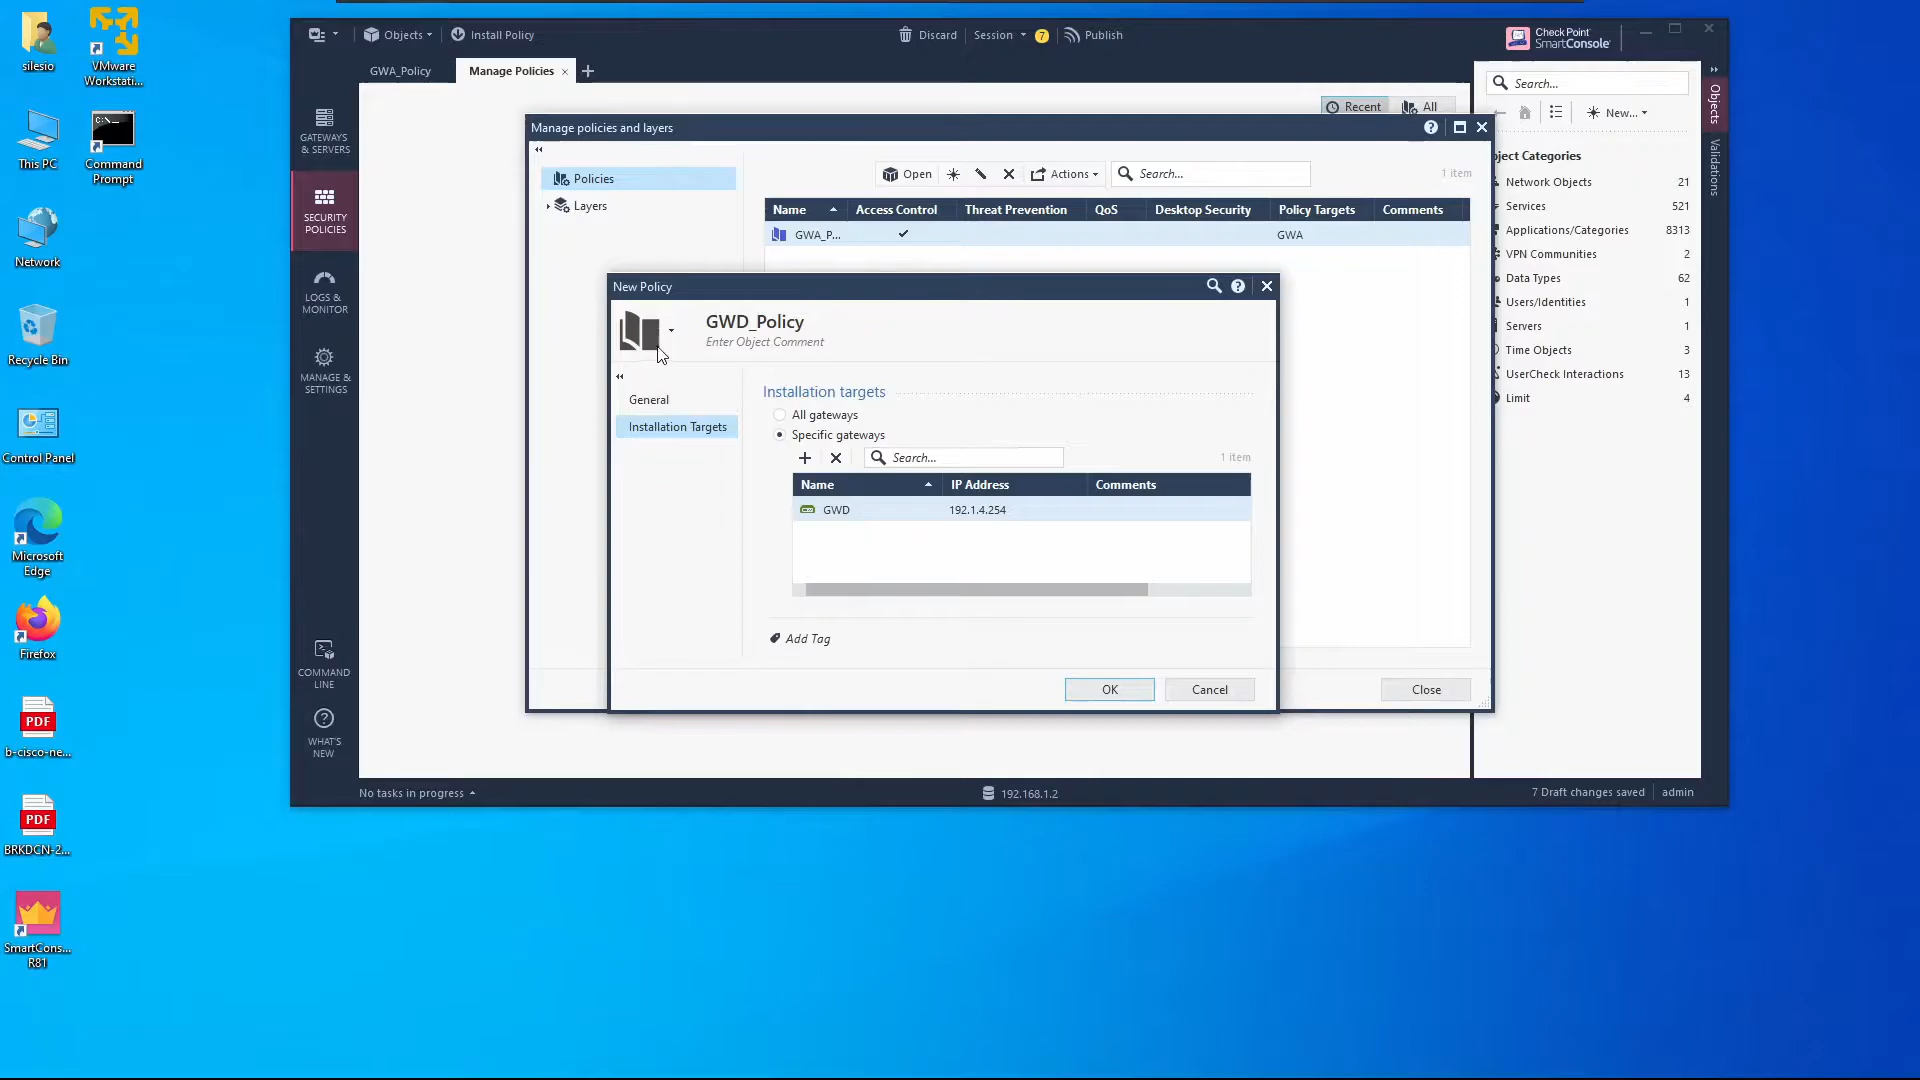 silesio
VMware
Workstati...
This PC
Command
Prompt
Network
Recycle Bin
Control Panel
Microsoft
Edge
Firefox
PDF
b-cisco-ne...
PDF
BRKDCN-2...
SmartCons...
R81
Objects
Install Policy
Discard
Session
7
Publish
Check Point
SmartConsole
GWA_Policy
Manage Policies
GATEWAYS
& SERVERS
SECURITY
POLICIES
LOGS &
MONITOR
MANAGE &
SETTINGS
COMMAND
LINE
WHAT'S
NEW
Recent
All
Manage policies and layers
Policies
Layers
Open
Actions
Search...
1 item
Name
Access Control
Threat Prevention
QoS
Desktop Security
Policy Targets
Comments
GWA_P...
GWA
New Policy
GWD_Policy
Enter Object Comment
General
Installation Targets
Installation targets
All gateways
Specific gateways
Search...
1 item
Name
IP Address
Comments
GWD
192.1.4.254
Add Tag
OK
Cancel
Close
Search...
New...
Objects
Validations
ject Categories
Network Objects 21
Services 521
Applications/Categories 8313
VPN Communities 2
Data Types 62
Users/Identities 1
Servers 1
Time Objects 3
UserCheck Interactions 13
Limit 4
No tasks in progress
192.168.1.2
7 Draft changes saved
admin